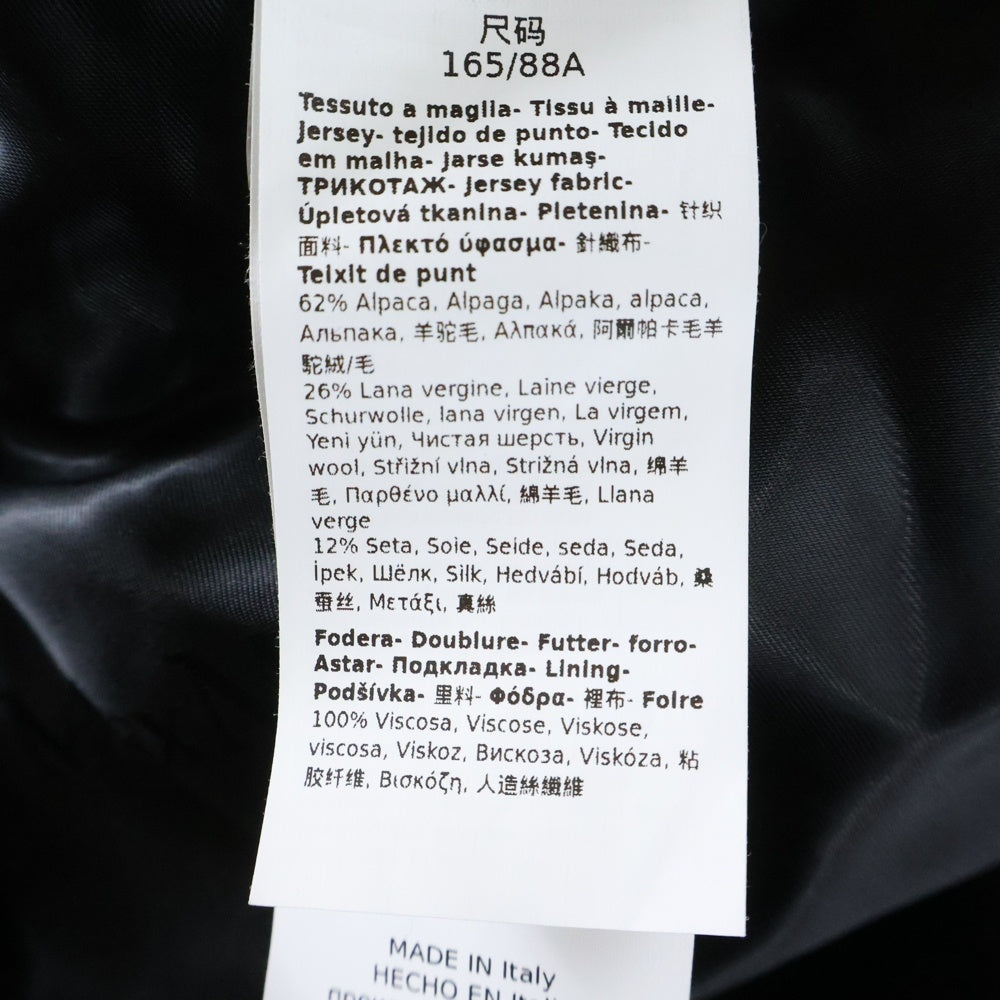 尺码
165/88A
Tessuto a maglia- Tissu à maille-
Jersey- tejido de punto- Tecido
em malha- Jarse kumaş-
ТРИКОТАЖ- Jersey fabric-
Úpletová tkanina- Pletenina- 针织
面料- Πλεκτό ύφασμα- 針織布-
Teixit de punt
62% Alpaca, Alpaga, Alpaka, alpaca,
Альпака, 羊驼毛, Αλπακά, 阿爾帕卡毛羊
駝絨/毛
26% Lana vergine, Laine vierge,
Schurwolle, lana virgen, La virgem,
Yeni yün, Чистая шерсть, Virgin
wool, Střižní vlna, Strižná vlna, 绵羊
毛, Παρθένο μαλλί, 綿羊毛, Llana
verge
12% Seta, Soie, Seide, seda, Seda,
İpek, Шёлк, Silk, Hedvábí, Hodváb, 桑
蚕丝, Μετάξι, 真絲
Fodera- Doublure- Futter- forro-
Astar- Подкладка- Lining-
Podšívka- 里料- Φόδρα- 裡布- Folre
100% Viscosa, Viscose, Viskose,
viscosa, Viskoz, Вискоза, Viskóza, 粘
胶纤维, Βισκόζη, 人造絲纖維
MADE IN Italy
HECHO EN